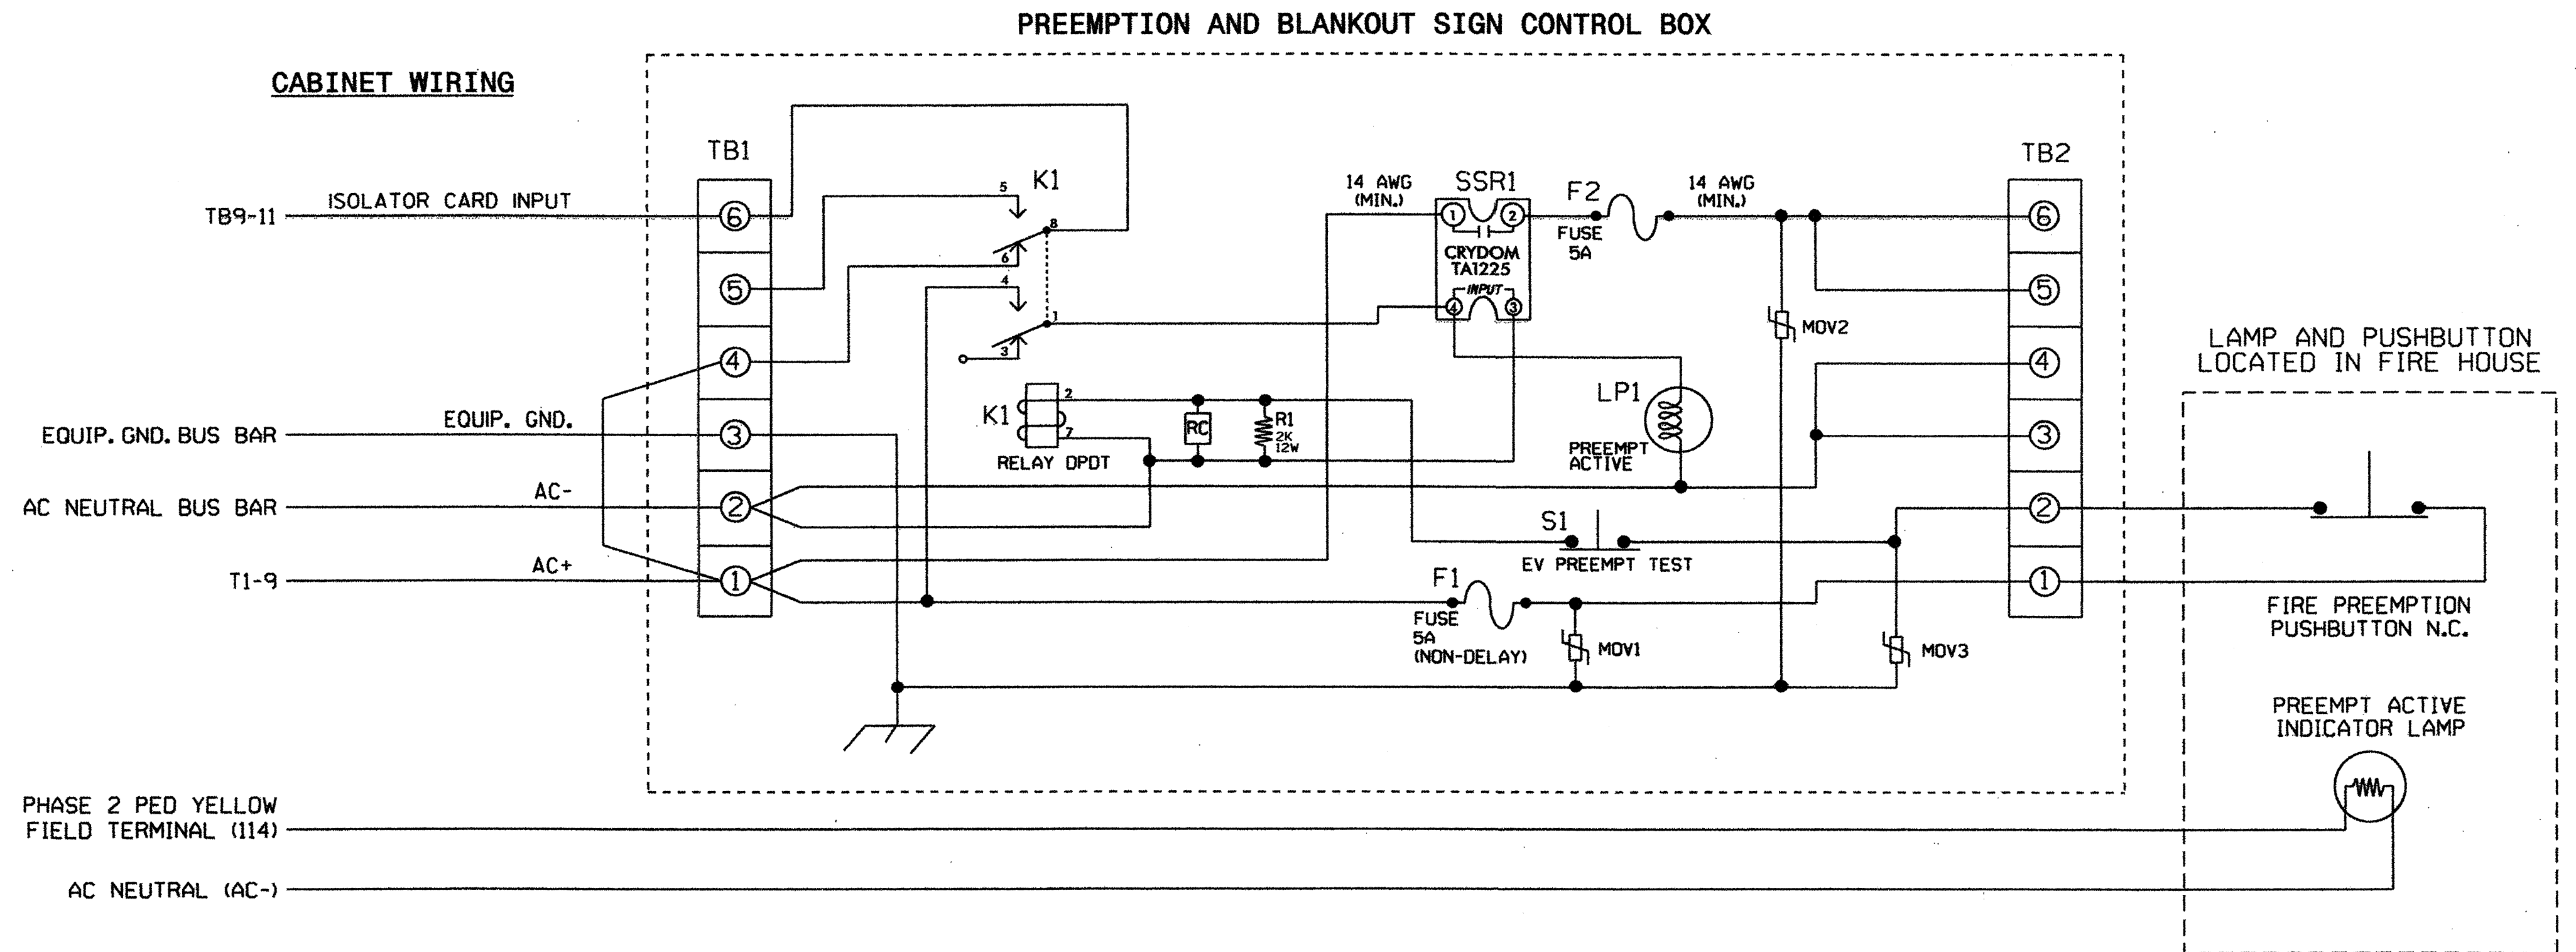 PREEMPTION AND BLANKOUT SIGN CONTROL BOX
CABINET WIRING
TB1
TB9-11
ISOLATOR CARD INPUT
6
5
4
EQUIP. GND. BUS BAR
EQUIP. GND.
3
AC NEUTRAL BUS BAR
AC-
2
T1-9
AC+
1
K1
5
8
6
4
1
3
K1
2
7
RELAY DPDT
RC
R1
2K
12W
14 AWG
(MIN.)
SSR1
1
2
CRYDOM
TA1225
INPUT
4
3
F2
FUSE
5A
14 AWG
(MIN.)
MOV2
LP1
PREEMPT
ACTIVE
S1
EV PREEMPT TEST
F1
FUSE
5A
(NON-DELAY)
MOV1
MOV3
TB2
6
5
4
3
2
1
LAMP AND PUSHBUTTON
LOCATED IN FIRE HOUSE
FIRE PREEMPTION
PUSHBUTTON N.C.
PREEMPT ACTIVE
INDICATOR LAMP
PHASE 2 PED YELLOW
FIELD TERMINAL (114)
AC NEUTRAL (AC-)